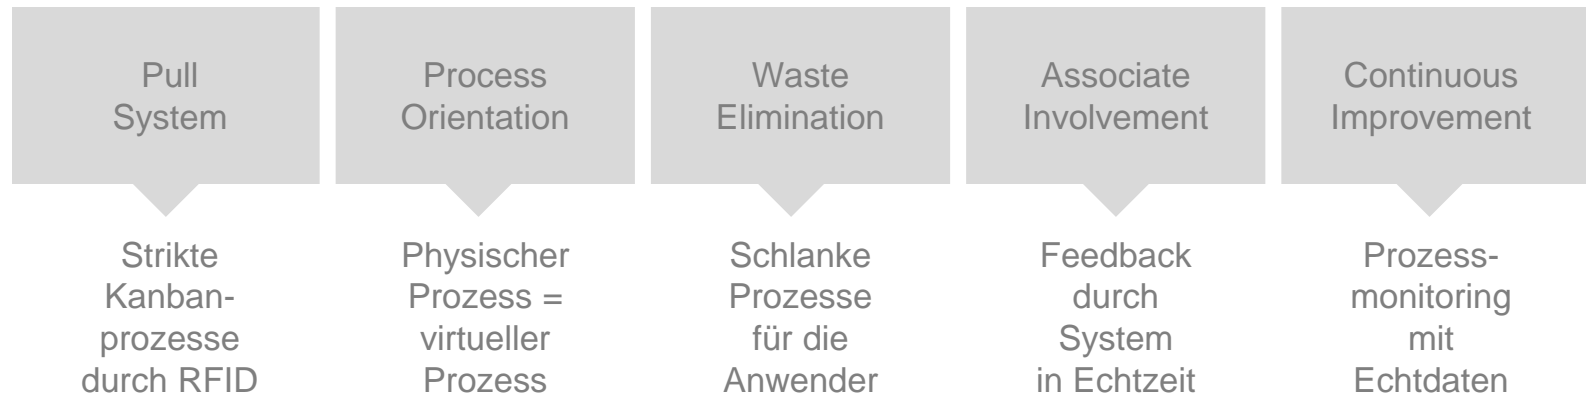 Pull
System
Process
Orientation
Waste
Elimination
Associate
Involvement
Continuous
Improvement
Strikte
Kanban-
prozesse
durch RFID
Physischer
Prozess =
virtueller
Prozess
Schlanke
Prozesse
für die
Anwender
Feedback
durch
System
in Echtzeit
Prozess-
monitoring
mit
Echtdaten